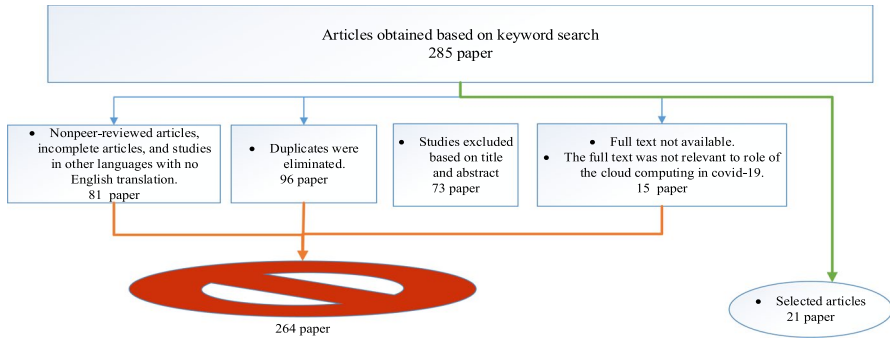 Articles obtained based on keyword search
285 paper
• Nonpeer-reviewed articles,
incomplete articles, and studies
in other languages with no
English translation.
81 paper
• Duplicates were
eliminated.
96 paper
• Studies excluded
based on title
and abstract
73 paper
• Full text not available.
• The full text was not relevant to role of
the cloud computing in covid-19.
15 paper
264 paper
• Selected articles
21 paper